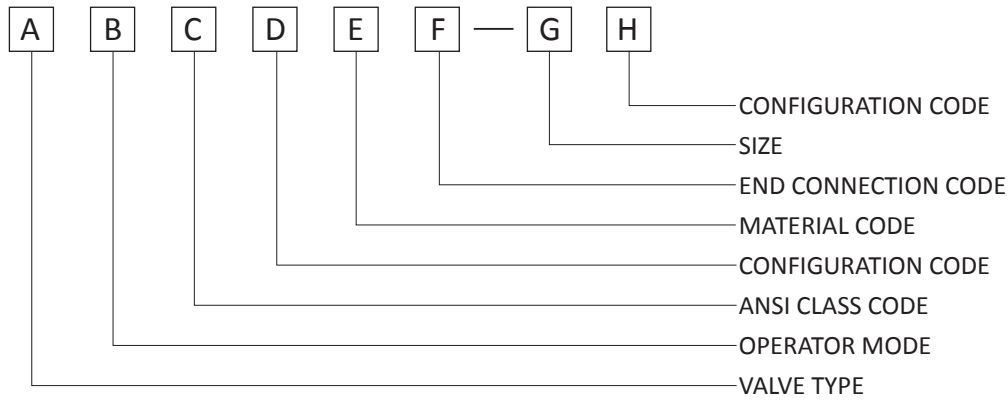 A B C D E F — G H
CONFIGURATION CODE
SIZE
END CONNECTION CODE
MATERIAL CODE
CONFIGURATION CODE
ANSI CLASS CODE
OPERATOR MODE
VALVE TYPE